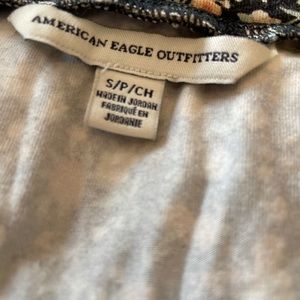 AMERICAN EAGLE OUTFITTERS
S/P/CH
MADE IN JORDAN
FABRIQUÉ EN
JORDANIE